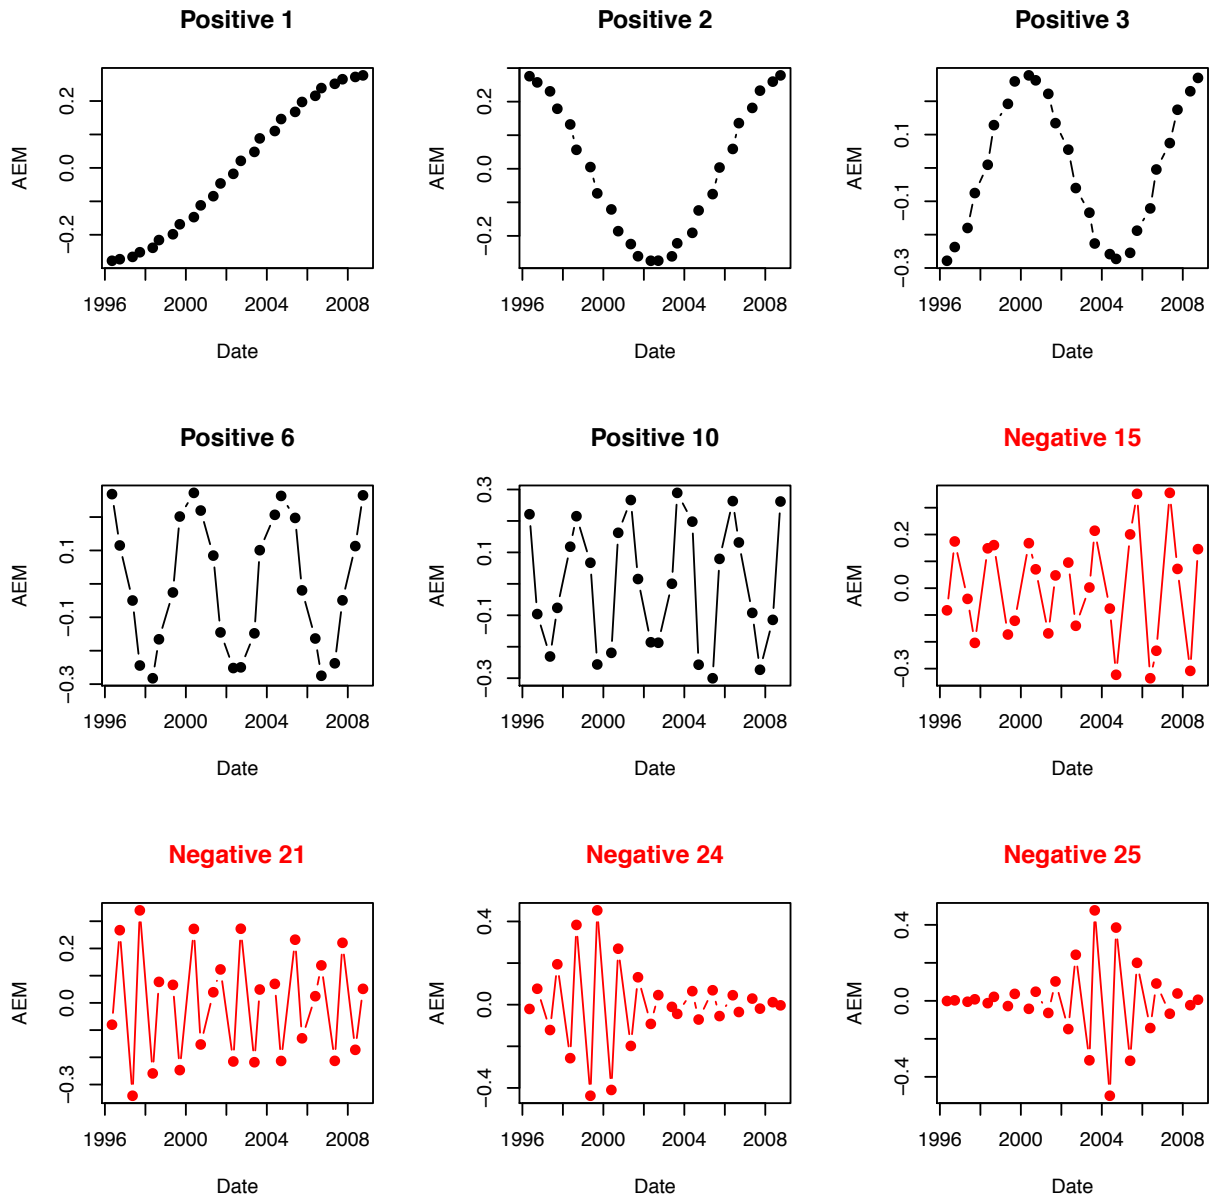 Positive 1 Positive 2 Positive 3
AEM AEM AEM
0.2 0.2 0.1
0.0 0.0 −0.1
−0.2 −0.2 −0.3
1996 2000 2004 2008 1996 2000 2004 2008 1996 2000 2004 2008
Date Date Date
Positive 6 Positive 10 Negative 15
AEM AEM AEM
0.1 0.3 0.2
−0.1 0.1 0.0
−0.3 −0.1 −0.3
−0.3
1996 2000 2004 2008 1996 2000 2004 2008 1996 2000 2004 2008
Date Date Date
Negative 21 Negative 24 Negative 25
AEM AEM AEM
0.2 0.4 0.4
0.0 0.0 0.0
−0.3 −0.4 −0.4
1996 2000 2004 2008 1996 2000 2004 2008 1996 2000 2004 2008
Date Date Date